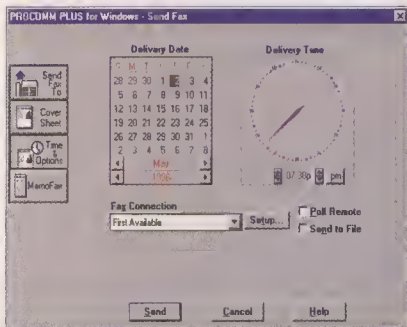 PROCOMM PLUS for Windows - Send Fax
Delivery Date
Delivery Time
S M T
28 29 30 1 3 4
5 6 7 8 9 10 11
12 13 14 15 16 17 18
19 20 21 22 23 24 25
26 27 28 29 30 31 1
2 3 4 5 6 7 8
May
1996
07:38p pm
Send Fax To
Cover Sheet
Time & Options
MemoFax
Fax Connection
First Available
Setup...
Poll Remote
Send to File
Send
Cancel
Help